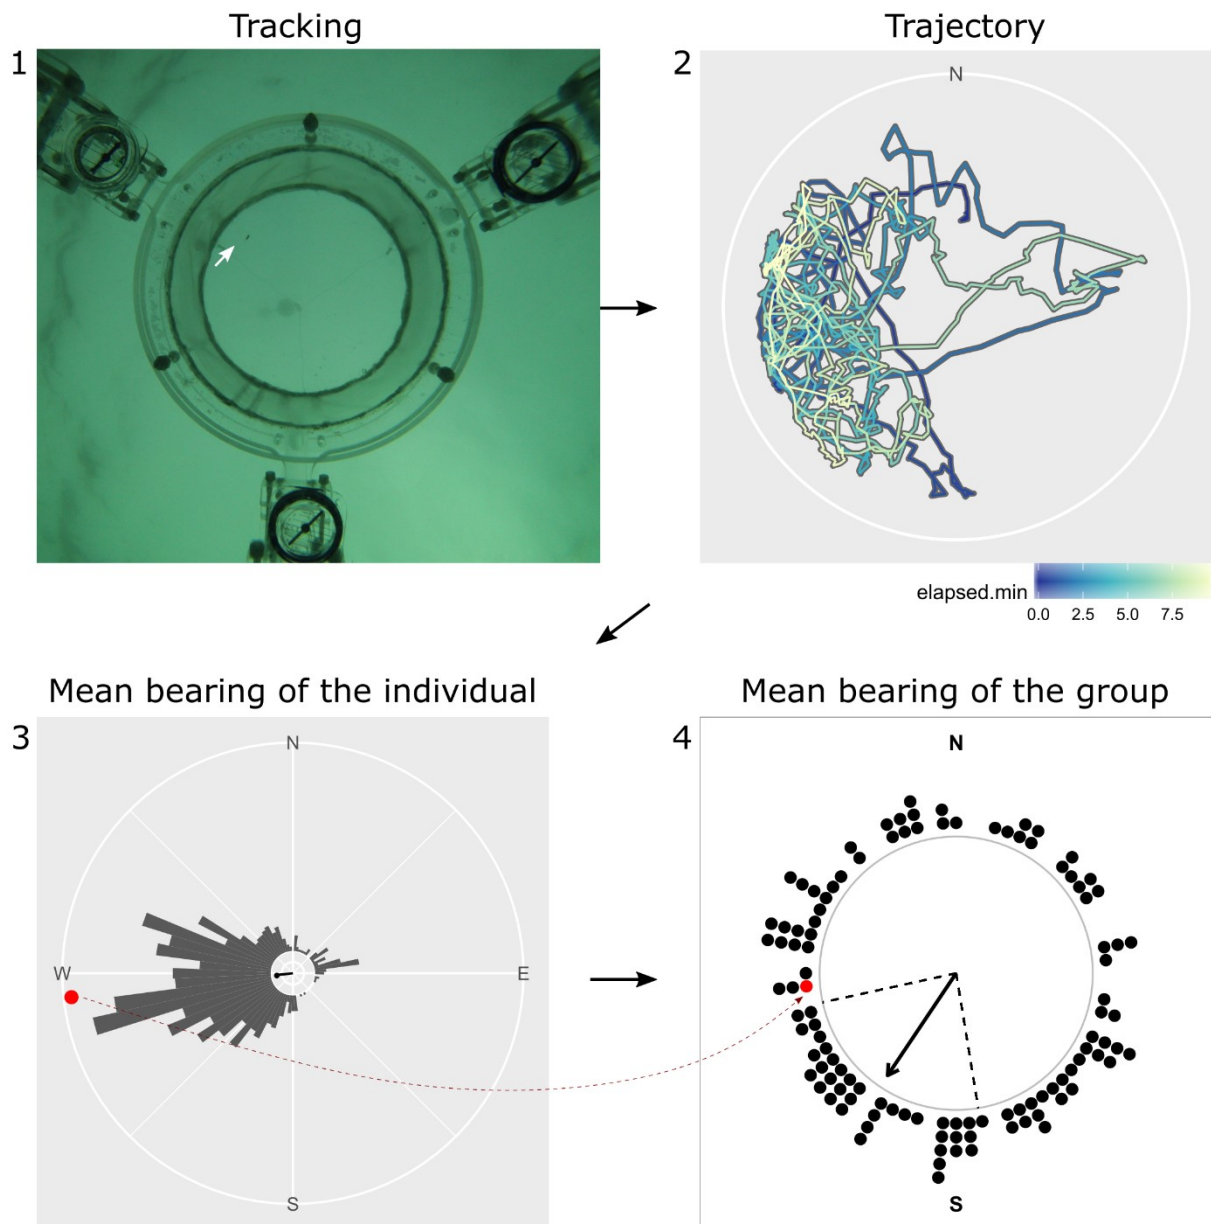 Tracking
1
Trajectory
2
N
elapsed.min
0.0 2.5 5.0 7.5
Mean bearing of the individual
3
N
W
E
S
Mean bearing of the group
4
N
S